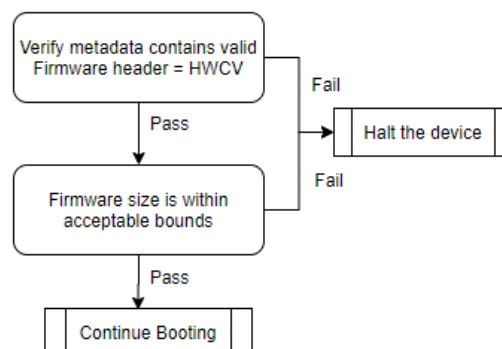 Verify metadata contains valid
Firmware header = HWCV
Fail
Pass
Halt the device
Fail
Firmware size is within
acceptable bounds
Pass
Continue Booting